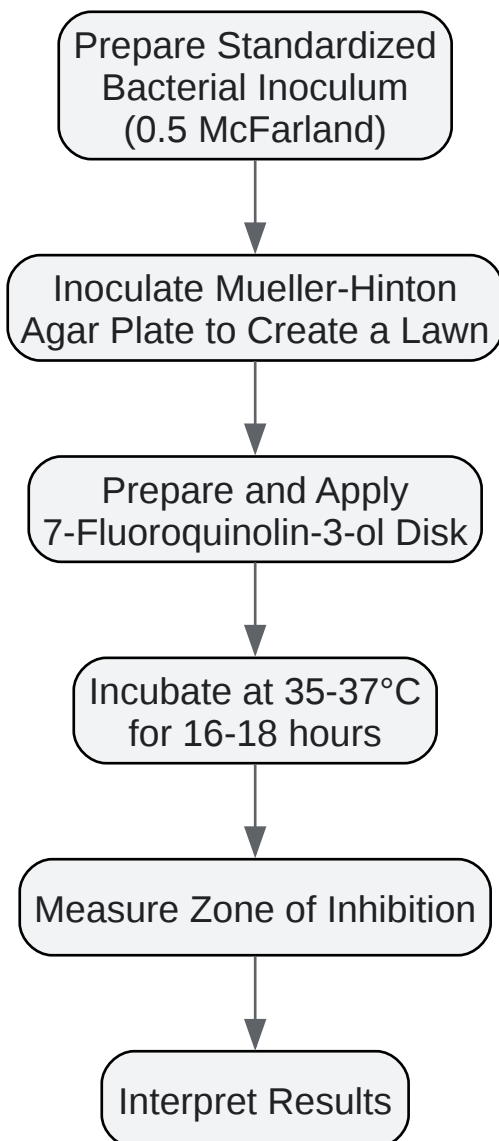 Prepare Standardized
Bacterial Inoculum
(0.5 McFarland)
Inoculate Mueller-Hinton
Agar Plate to Create a Lawn
Prepare and Apply
7-Fluoroquinolin-3-ol Disk
Incubate at 35-37°C
for 16-18 hours
Measure Zone of Inhibition
Interpret Results